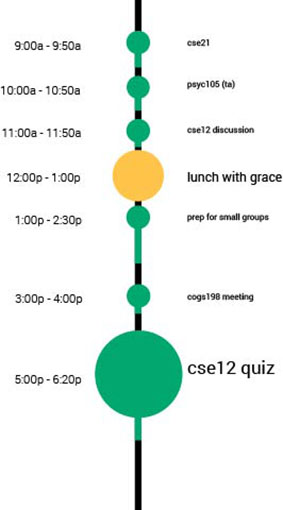 9:00a - 9:50a cse21
10:00a - 10:50a psyc105 (ta)
11:00a - 11:50a cse12 discussion
12:00p - 1:00p lunch with grace
1:00p - 2:30p prep for small groups
3:00p - 4:00p cogs198 meeting
5:00p - 6:20p cse12 quiz